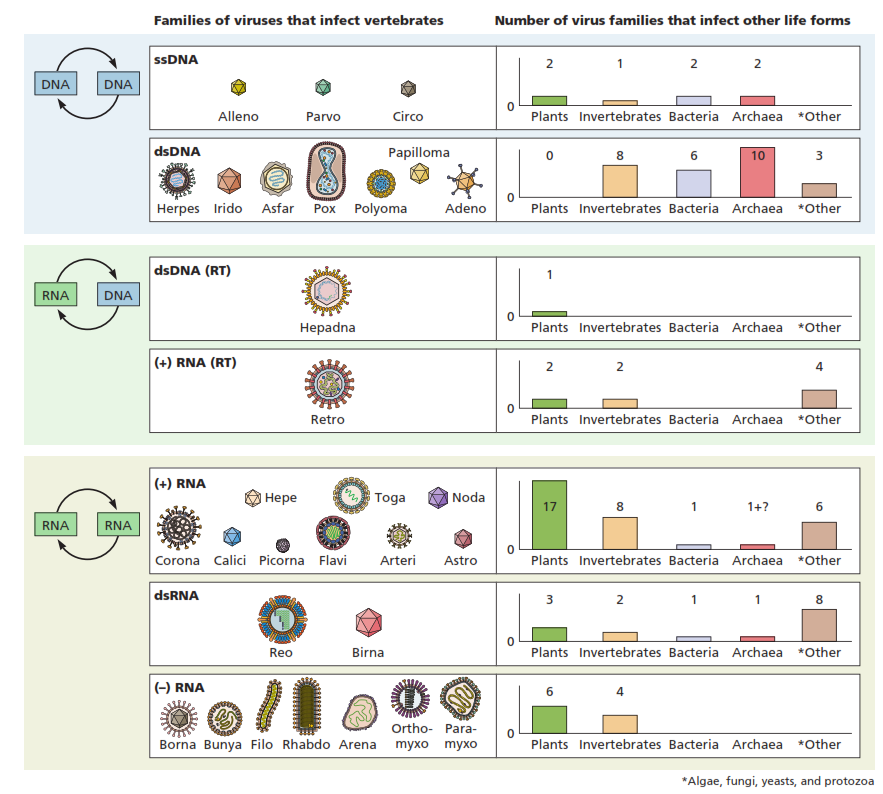 Families of viruses that infect vertebrates
Number of virus families that infect other life forms
DNA DNA
ssDNA
Alleno Parvo Circo
2 1 2 2
0
Plants Invertebrates Bacteria Archaea *Other
dsDNA
Papilloma
Herpes Irido Asfar Pox Polyoma Adeno
0 8 6 10 3
0
Plants Invertebrates Bacteria Archaea *Other
RNA DNA
dsDNA (RT)
Hepadna
1
0
Plants Invertebrates Bacteria Archaea *Other
(+) RNA (RT)
Retro
2 2 4
0
Plants Invertebrates Bacteria Archaea *Other
RNA RNA
(+) RNA
Hepe Toga Noda
Corona Calici Picorna Flavi Arteri Astro
17 8 1 1+? 6
0
Plants Invertebrates Bacteria Archaea *Other
dsRNA
Reo Birna
3 2 1 1 8
0
Plants Invertebrates Bacteria Archaea *Other
(–) RNA
Borna Bunya Filo Rhabdo Arena Ortho-
myxo Para-
myxo
6 4
0
Plants Invertebrates Bacteria Archaea *Other
*Algae, fungi, yeasts, and protozoa